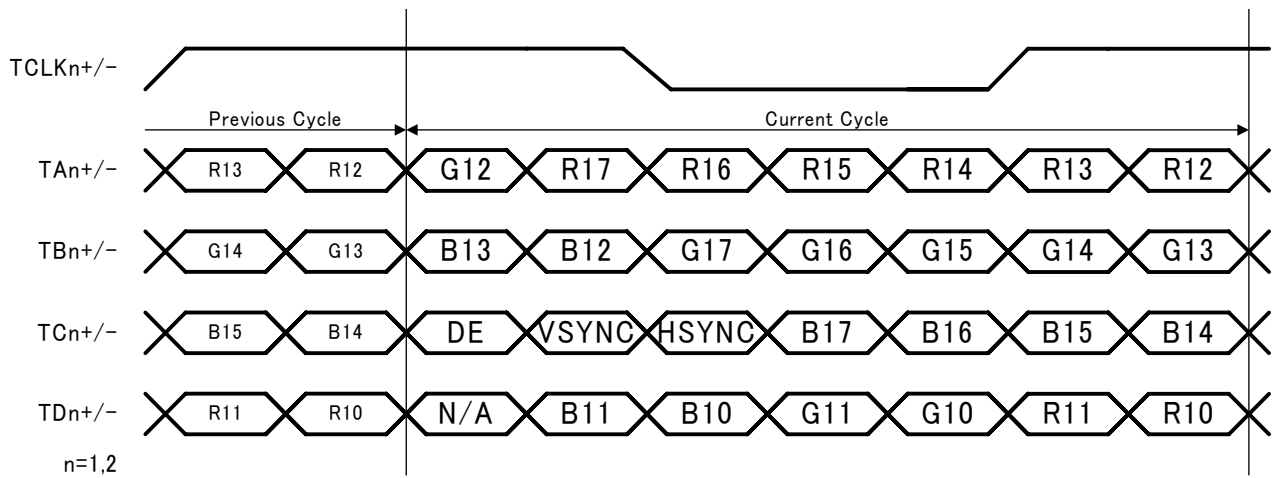 TCLKn+/-
Previous Cycle Current Cycle
TAn+/- R13 R12 G12 R17 R16 R15 R14 R13 R12
TBn+/- G14 G13 B13 B12 G17 G16 G15 G14 G13
TCn+/- B15 B14 DE VSYNC HSYNC B17 B16 B15 B14
TDn+/- R11 R10 N/A B11 B10 G11 G10 R11 R10
n=1,2